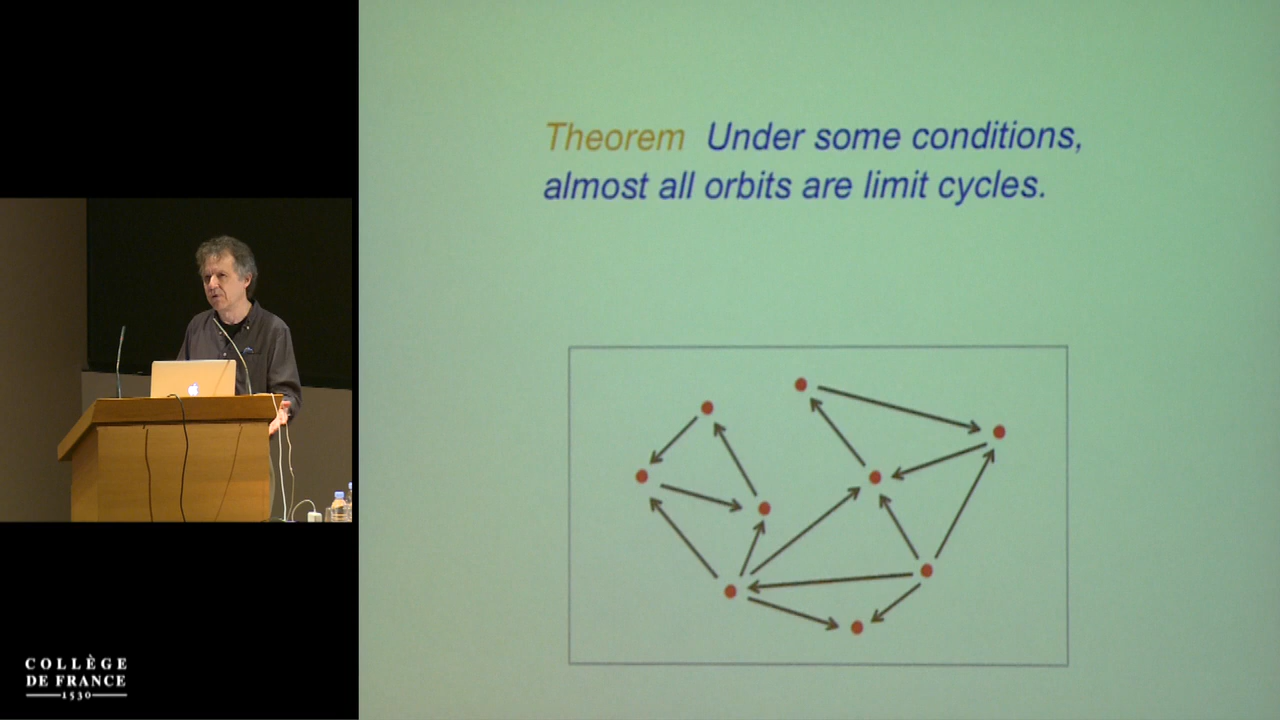 Theorem Under some conditions,
almost all orbits are limit cycles.
COLLÈGE
DE FRANCE
1530